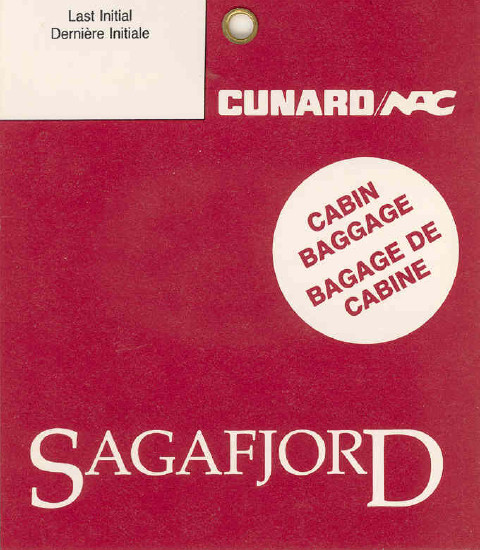 Last Initial
Dernière Initiale
CUNARD/NAC
CABIN
BAGGAGE
BAGAGE DE
CABINE
SAGAFJORD